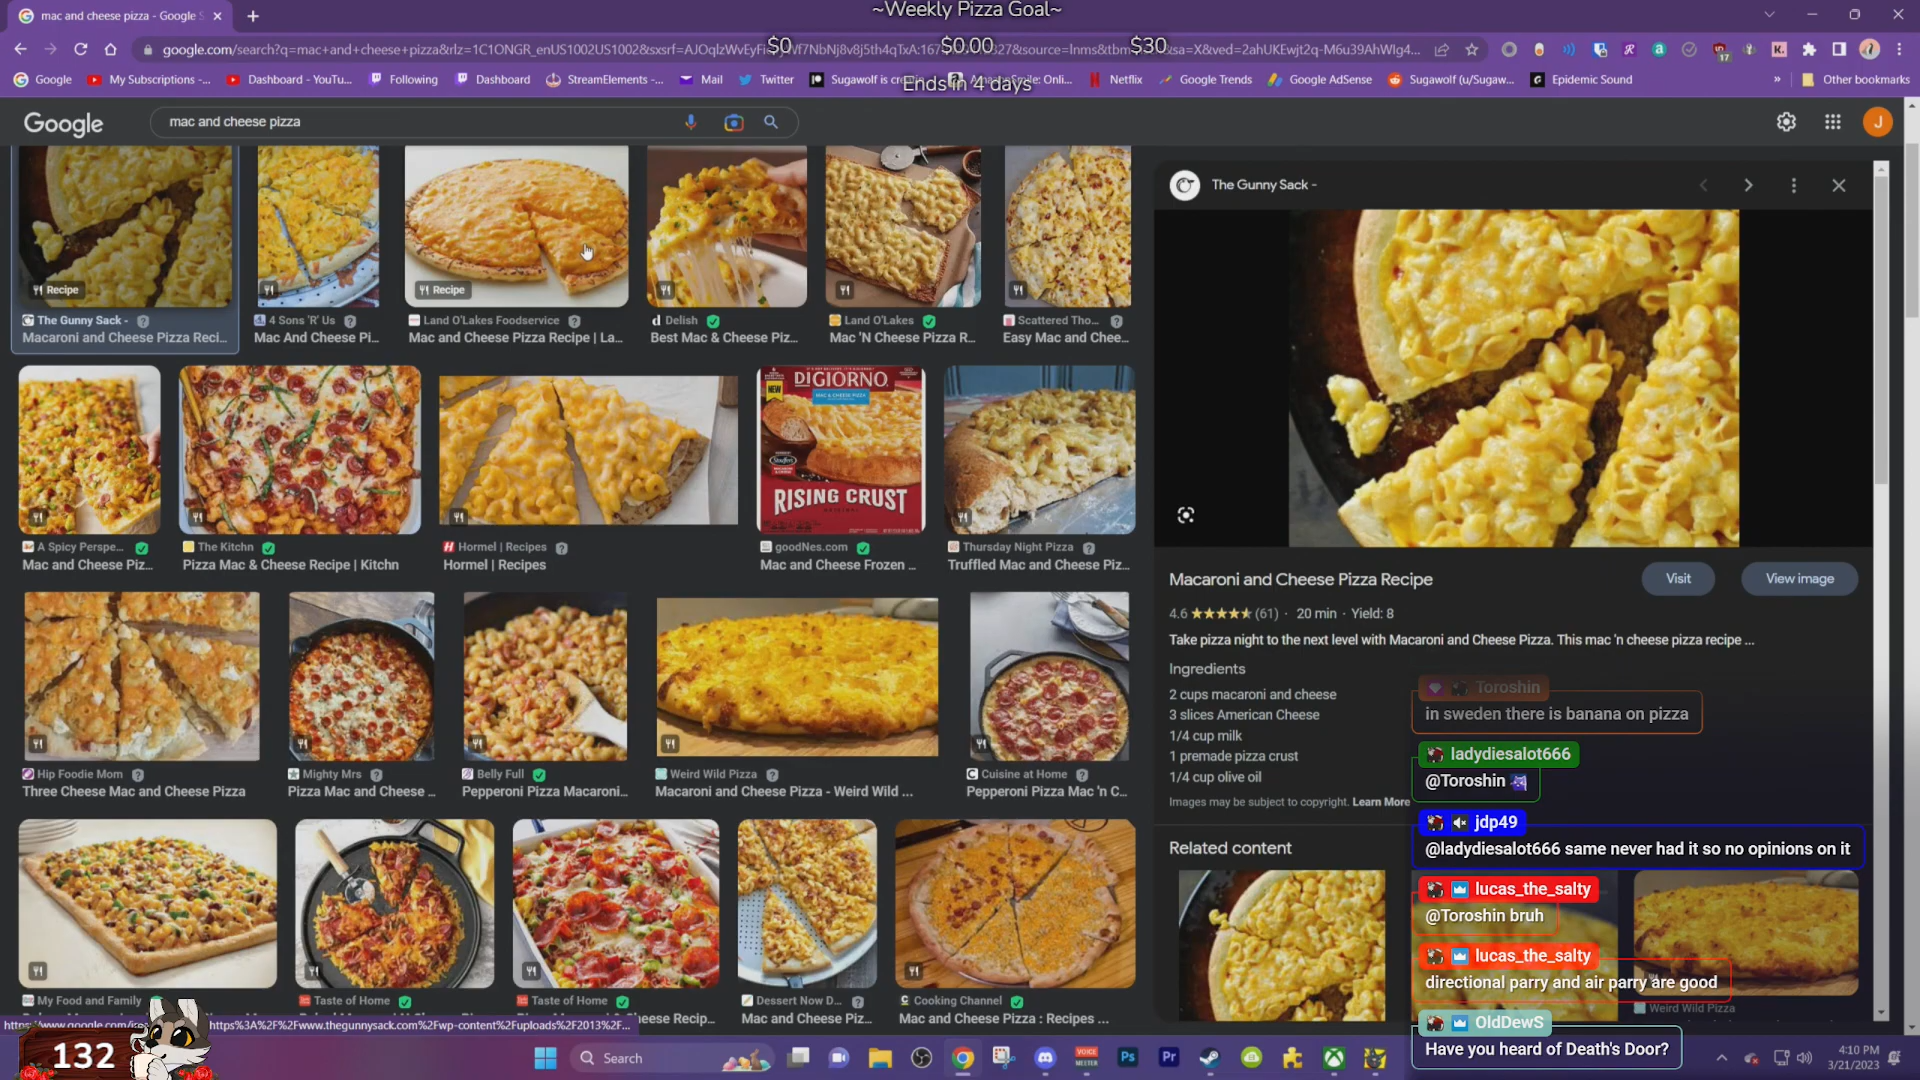 mac and cheese pizza - Google S
~Weekly Pizza Goal~
$0
$0.00
$30
Ends in 4 days
Google
My Subscription -...
Dashboard - YouTu...
Following
Dashboard
StreamElements -...
Mail
Twitter
Netflix
Google Trends
Google AdSense
Sugawolf (u/Sugaw...
Epidemic Sound
»
Other bookmarks
Google
mac and cheese pizza
J
Recipe
Recipe
The Gunny Sack -
Macaroni and Cheese Pizza Reci...
4 Sons 'R' Us
Mac And Cheese Pi...
Land O'Lakes Foodservice
Mac and Cheese Pizza Recipe | La...
Delish
Best Mac & Cheese Piz...
Land O'Lakes
Mac 'N Cheese Pizza R...
Scattered Tho...
Easy Mac and Chee...
DIGIORNO
NEW
MAC & CHEESE PIZZA
RISING CRUST
A Spicy Perspe...
Mac and Cheese Piz...
The Kitchn
Pizza Mac & Cheese Recipe | Kitchn
Hormel | Recipes
Hormel | Recipes
goodNes.com
Mac and Cheese Frozen ...
Thursday Night Pizza
Truffled Mac and Cheese Piz...
Hip Foodie Mom
Three Cheese Mac and Cheese Pizza
Mighty Mrs
Pizza Mac and Cheese ...
Belly Full
Pepperoni Pizza Macaroni...
Weird Wild Pizza
Macaroni and Cheese Pizza - Weird Wild ...
Cuisine at Home
Pepperoni Pizza Mac 'n C...
My Food and Family
Taste of Home
Taste of Home
Dessert Now D...
Mac and Cheese Piz...
Cooking Channel
Mac and Cheese Pizza : Recipes ...
The Gunny Sack -
Macaroni and Cheese Pizza Recipe
Visit
View image
4.6 ★★★★★ (61) · 20 min · Yield: 8
Take pizza night to the next level with Macaroni and Cheese Pizza. This mac 'n cheese pizza recipe ...
Ingredients
2 cups macaroni and cheese
3 slices American Cheese
1/4 cup milk
1 premade pizza crust
1/4 cup olive oil
Images may be subject to copyright. Learn More
Related content
Weird Wild Pizza
Toroshin
in sweden there is banana on pizza
ladydiesalot666
@Toroshin
jdp49
@ladydiesalot666 same never had it so no opinions on it
lucas_the_salty
@Toroshin bruh
lucas_the_salty
directional parry and air parry are good
OldDewS
Have you heard of Death's Door?
132
Search
4:10 PM
3/21/2023